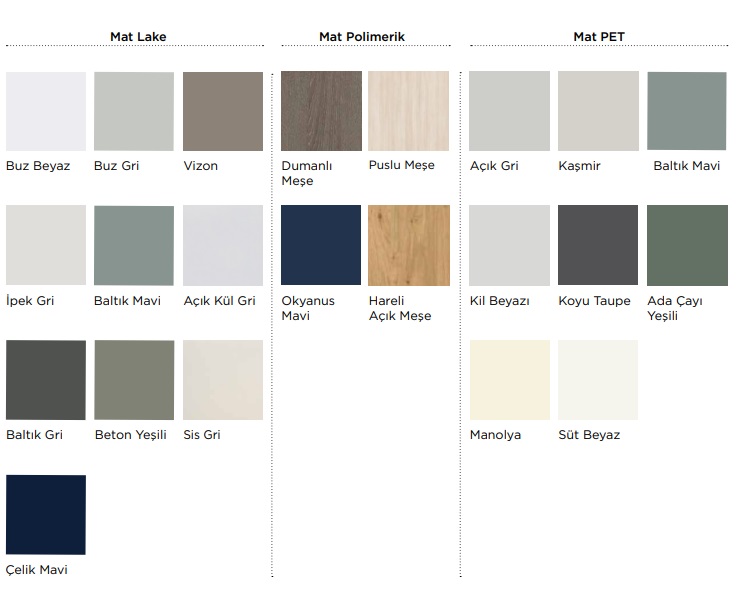 Mat Lake
Buz Beyaz
Buz Gri
Vizon
İpek Gri
Baltık Mavi
Açık Kül Gri
Baltık Gri
Beton Yeşili
Sis Gri
Çelik Mavi
Mat Polimerik
Dumanlı
Meşe
Puslu Meşe
Okyanus
Mavi
Hareli
Açık Meşe
Mat PET
Açık Gri
Kaşmir
Baltık Mavi
Kil Beyazı
Koyu Taupe
Ada Çayı
Yeşili
Manolya
Süt Beyaz